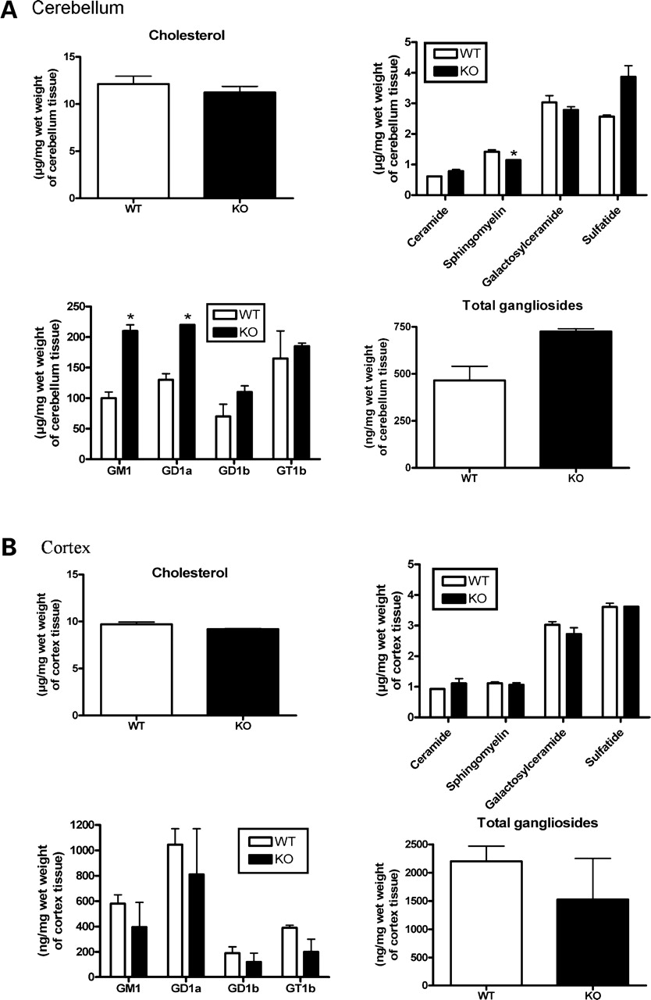 A Cerebellum
Cholesterol
(µg/mg wet weight
of cerebellum tissue)
15
10
5
0
WT KO
(µg/mg wet weight
of cerebellum tissue)
5
4
3
2
1
0
WT
KO
*
Ceramide
Sphingomyelin
Galactosylceramide
Sulfatide
(µg/mg wet weight
of cerebellum tissue)
250
200
150
100
50
0
WT
KO
* *
GM1 GD1a GD1b GT1b
Total gangliosides
(ng/mg wet weight
of cerebellum tissue)
750
500
250
0
WT KO
B Cortex
Cholesterol
(µg/mg wet weight
of cortex tissue)
15
10
5
0
WT KO
(µg/mg wet weight
of cortex tissue)
5
4
3
2
1
0
WT
KO
Ceramide
Sphingomyelin
Galactosylceramide
Sulfatide
(ng/mg wet weight
of cortex tissue)
1200
1000
800
600
400
200
0
WT
KO
GM1 GD1a GD1b GT1b
Total gangliosides
(ng/mg wet weight
of cortex tissue)
2500
2000
1500
1000
500
0
WT KO